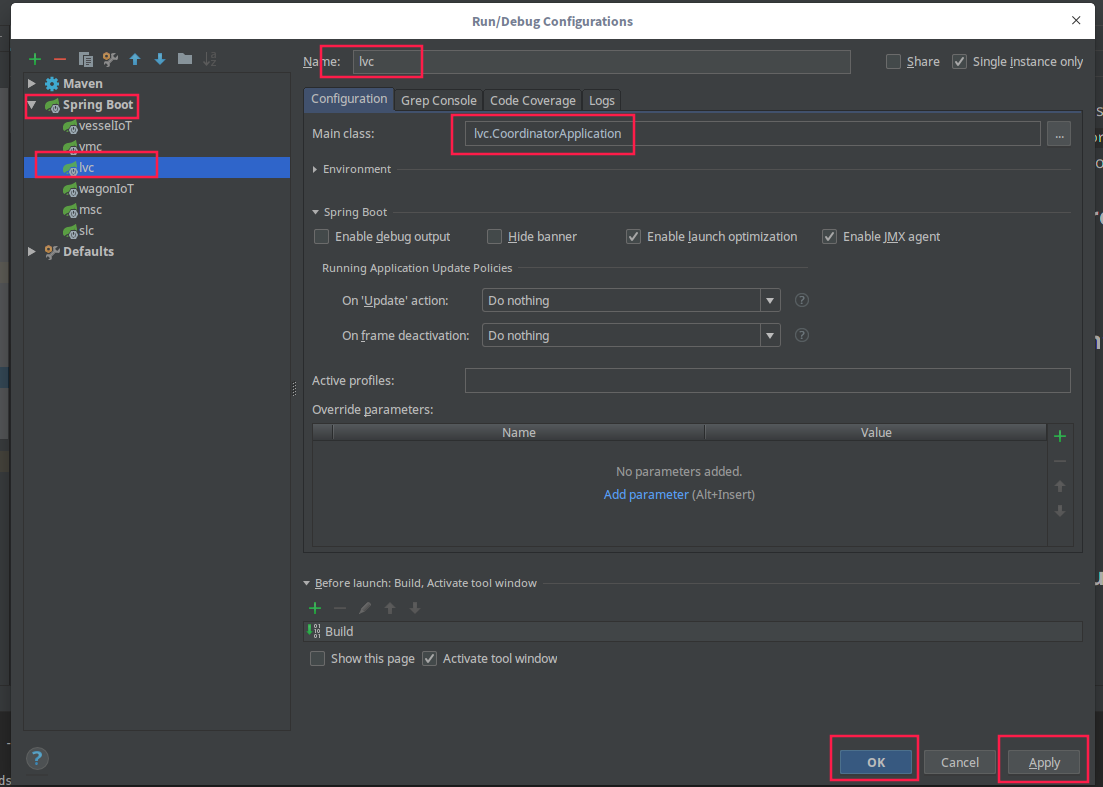 Run/Debug Configurations
Maven
Spring Boot
vesselIoT
vmc
lvc
wagonIoT
msc
slc
Defaults
Name: lvc
Share
Single instance only
Configuration Grep Console Code Coverage Logs
Main class: lvc.CoordinatorApplication ...
Environment
Spring Boot
Enable debug output Hide banner Enable launch optimization Enable JMX agent
Running Application Update Policies
On 'Update' action: Do nothing ?
On frame deactivation: Do nothing ?
Active profiles:
Override parameters:
Name Value
No parameters added.
Add parameter (Alt+Insert)
Before launch: Build, Activate tool window
Build
Show this page Activate tool window
? OK Cancel Apply